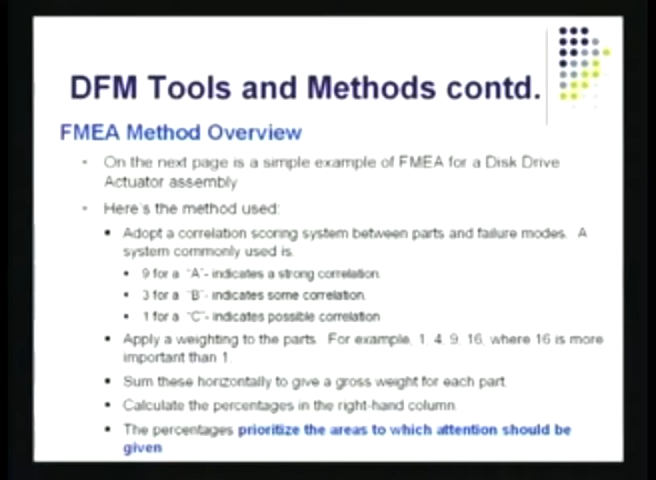 DFM Tools and Methods contd.
FMEA Method Overview
On the next page is a simple example of FMEA for a Disk Drive
Actuator assembly
Here's the method used:
Adopt a correlation scoring system between parts and failure modes. A
system commonly used is
9 for a "A"- indicates a strong correlation.
3 for a "B"- indicates some correlation.
1 for a "C"- indicates possible correlation
Apply a weighting to the parts. For example, 1, 4, 9, 16, where 16 is more
important than 1.
Sum these horizontally to give a gross weight for each part.
Calculate the percentages in the right-hand column.
The percentages prioritize the areas to which attention should be
given